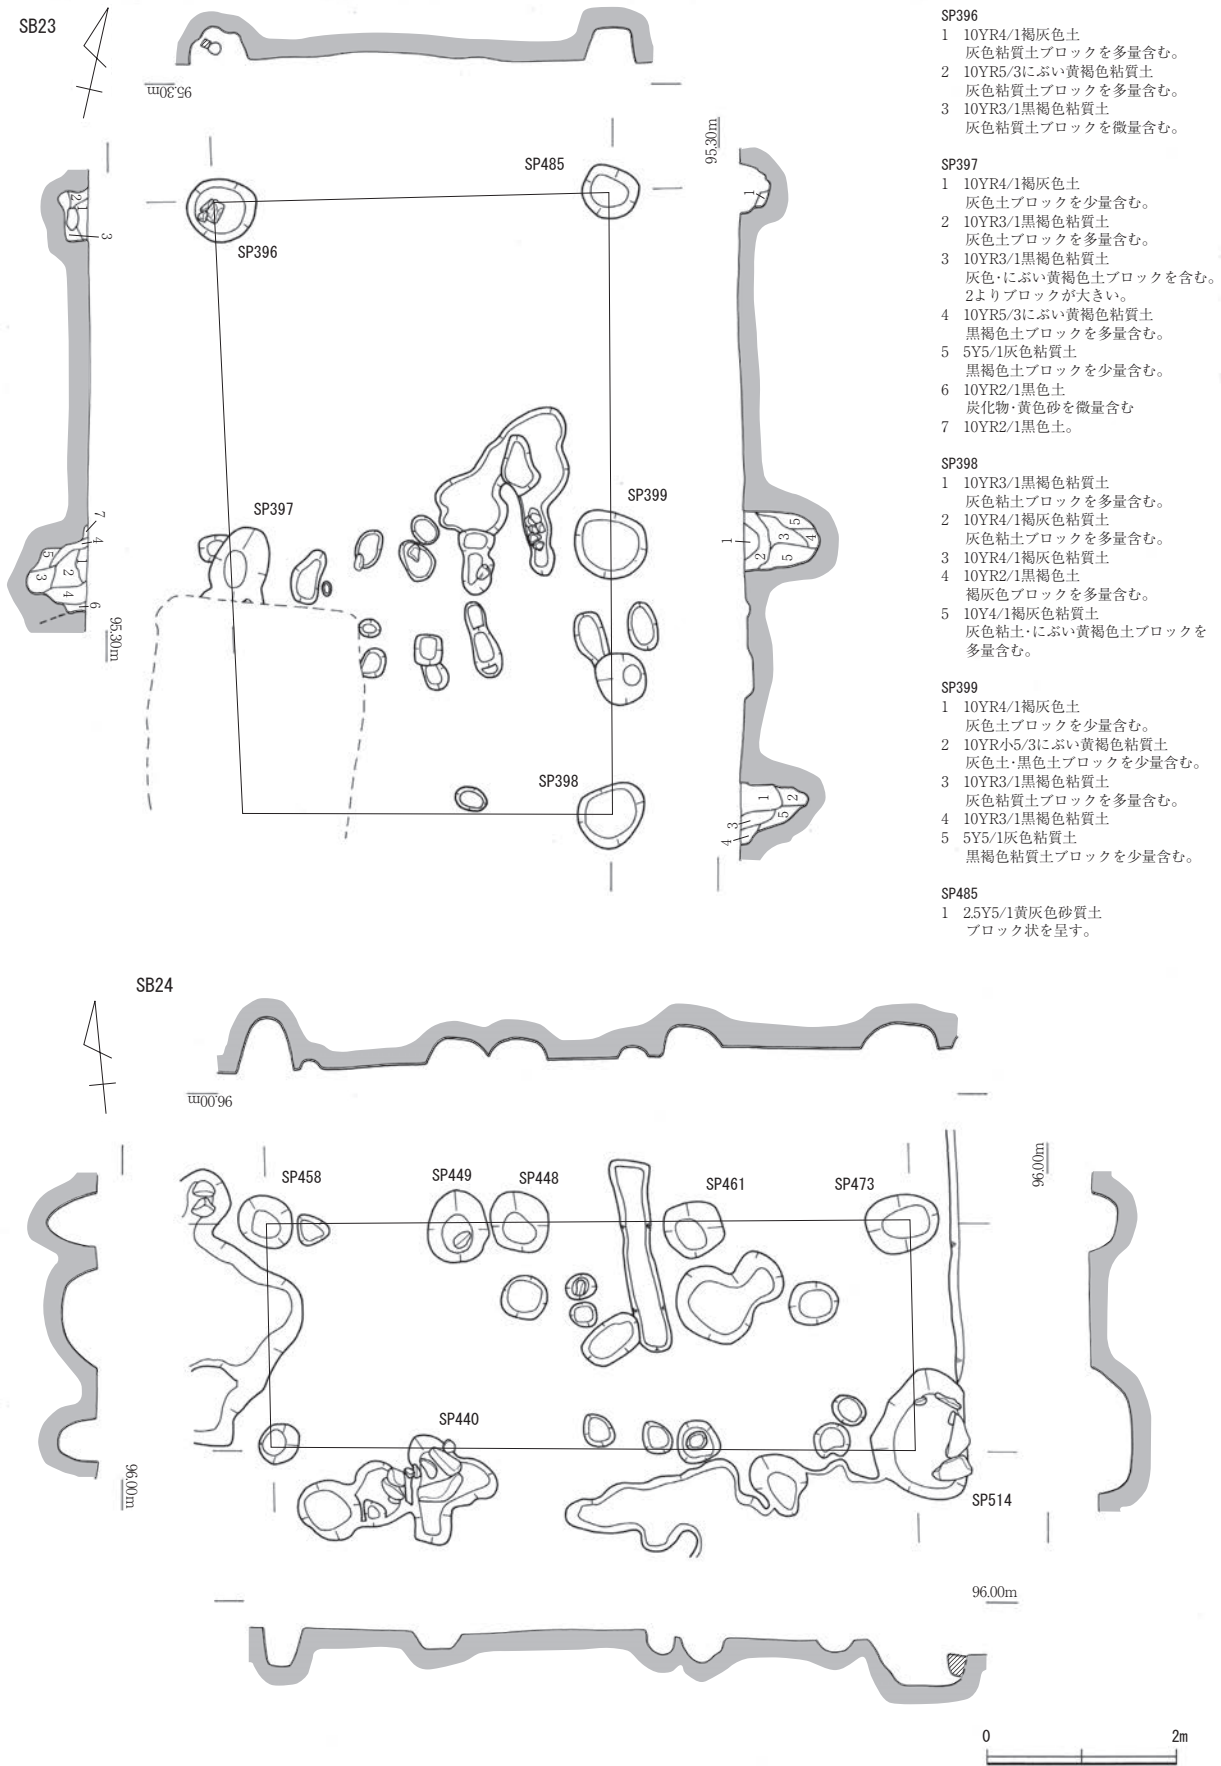 SB23
95.30m
SP485
SP396
95.30m
1
2
3
SP399
SP397
7
4
5
3
2
4
6
95.30m
1
5
3
4
2
5
SP398
1
2
5
3
4
SP396
1 10YR4/1褐灰色土
灰色粘質土ブロックを多量含む。
2 10YR5/3にぶい黄褐色粘質土
灰色粘質土ブロックを多量含む。
3 10YR3/1黒褐色粘質土
灰色粘質土ブロックを微量含む。
SP397
1 10YR4/1褐灰色土
灰色土ブロックを少量含む。
2 10YR3/1黒褐色粘質土
灰色土ブロックを多量含む。
3 10YR3/1黒褐色粘質土
灰色・にぶい黄褐色土ブロックを含む。
2よりブロックが大きい。
4 10YR5/3にぶい黄褐色粘質土
黒褐色土ブロックを多量含む。
5 5Y5/1灰色粘質土
黒褐色土ブロックを少量含む。
6 10YR2/1黒色土
炭化物・黄色砂を微量含む
7 10YR2/1黒色土。
SP398
1 10YR3/1黒褐色粘質土
灰色粘土ブロックを多量含む。
2 10YR4/1褐灰色粘質土
灰色粘土ブロックを多量含む。
3 10YR4/1褐灰色粘質土
4 10YR2/1黒褐色土
褐灰色ブロックを多量含む。
5 10Y4/1褐灰色粘質土
灰色粘土・にぶい黄褐色土ブロックを
多量含む。
SP399
1 10YR4/1褐灰色土
灰色土ブロックを少量含む。
2 10YR小5/3にぶい黄褐色粘質土
灰色土・黒色土ブロックを少量含む。
3 10YR3/1黒褐色粘質土
灰色粘質土ブロックを多量含む。
4 10YR3/1黒褐色粘質土
5 5Y5/1灰色粘質土
黒褐色粘質土ブロックを少量含む。
SP485
1 2.5Y5/1黄灰色砂質土
ブロック状を呈す。
SB24
96.00m
96.00m
SP458
SP449
SP448
SP461
SP473
SP440
96.00m
SP514
96.00m
0
2m